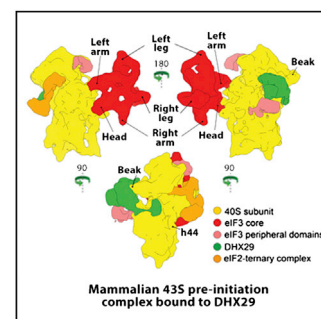 Left arm
Left leg
Left arm
180
Beak
Right leg
Head
Right arm
Head
90
90
Beak
h44
40S subunit
eIF3 core
eIF3 peripheral domains
DHX29
eIF2-ternary complex
Mammalian 43S pre-initiation
complex bound to DHX29